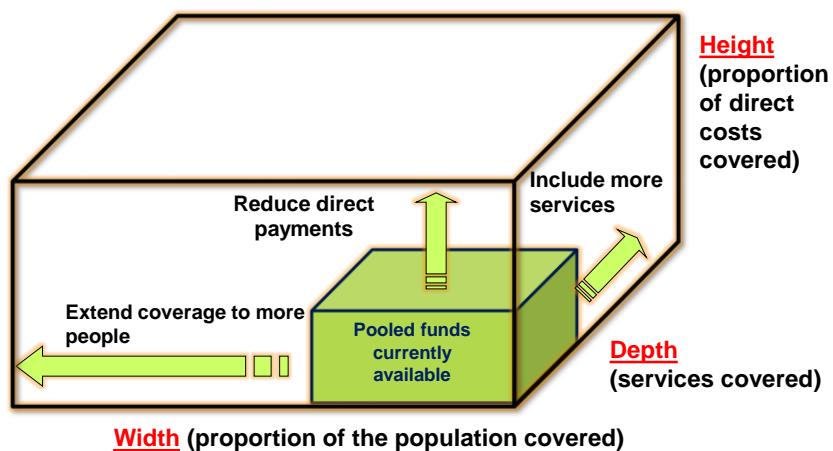 Height
(proportion
of direct
costs
covered)
Include more
services
Reduce direct
payments
Extend coverage to more
people
Pooled funds
currently
available
Depth
(services covered)
Width (proportion of the population covered)